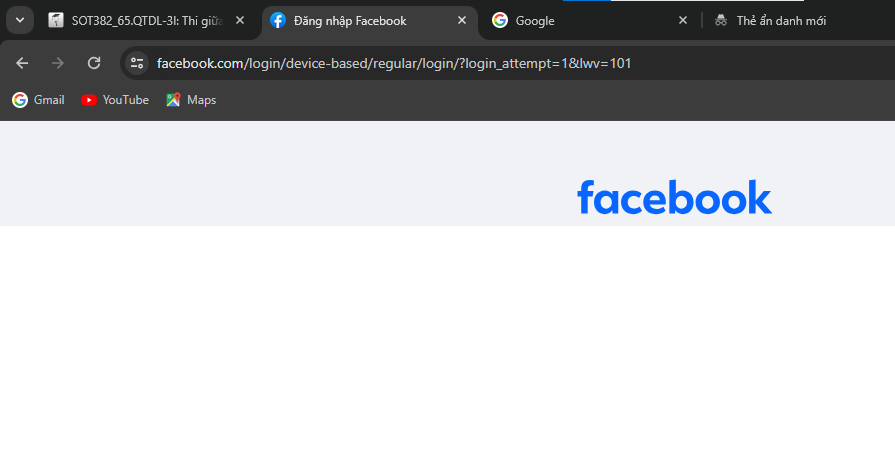 SOT382_65.QTDL-3I: Thi giữa
Đăng nhập Facebook
Google
Thẻ ẩn danh mới
facebook.com/login/device-based/regular/login/?login_attempt=1&lwv=101
Gmail
YouTube
Maps
facebook